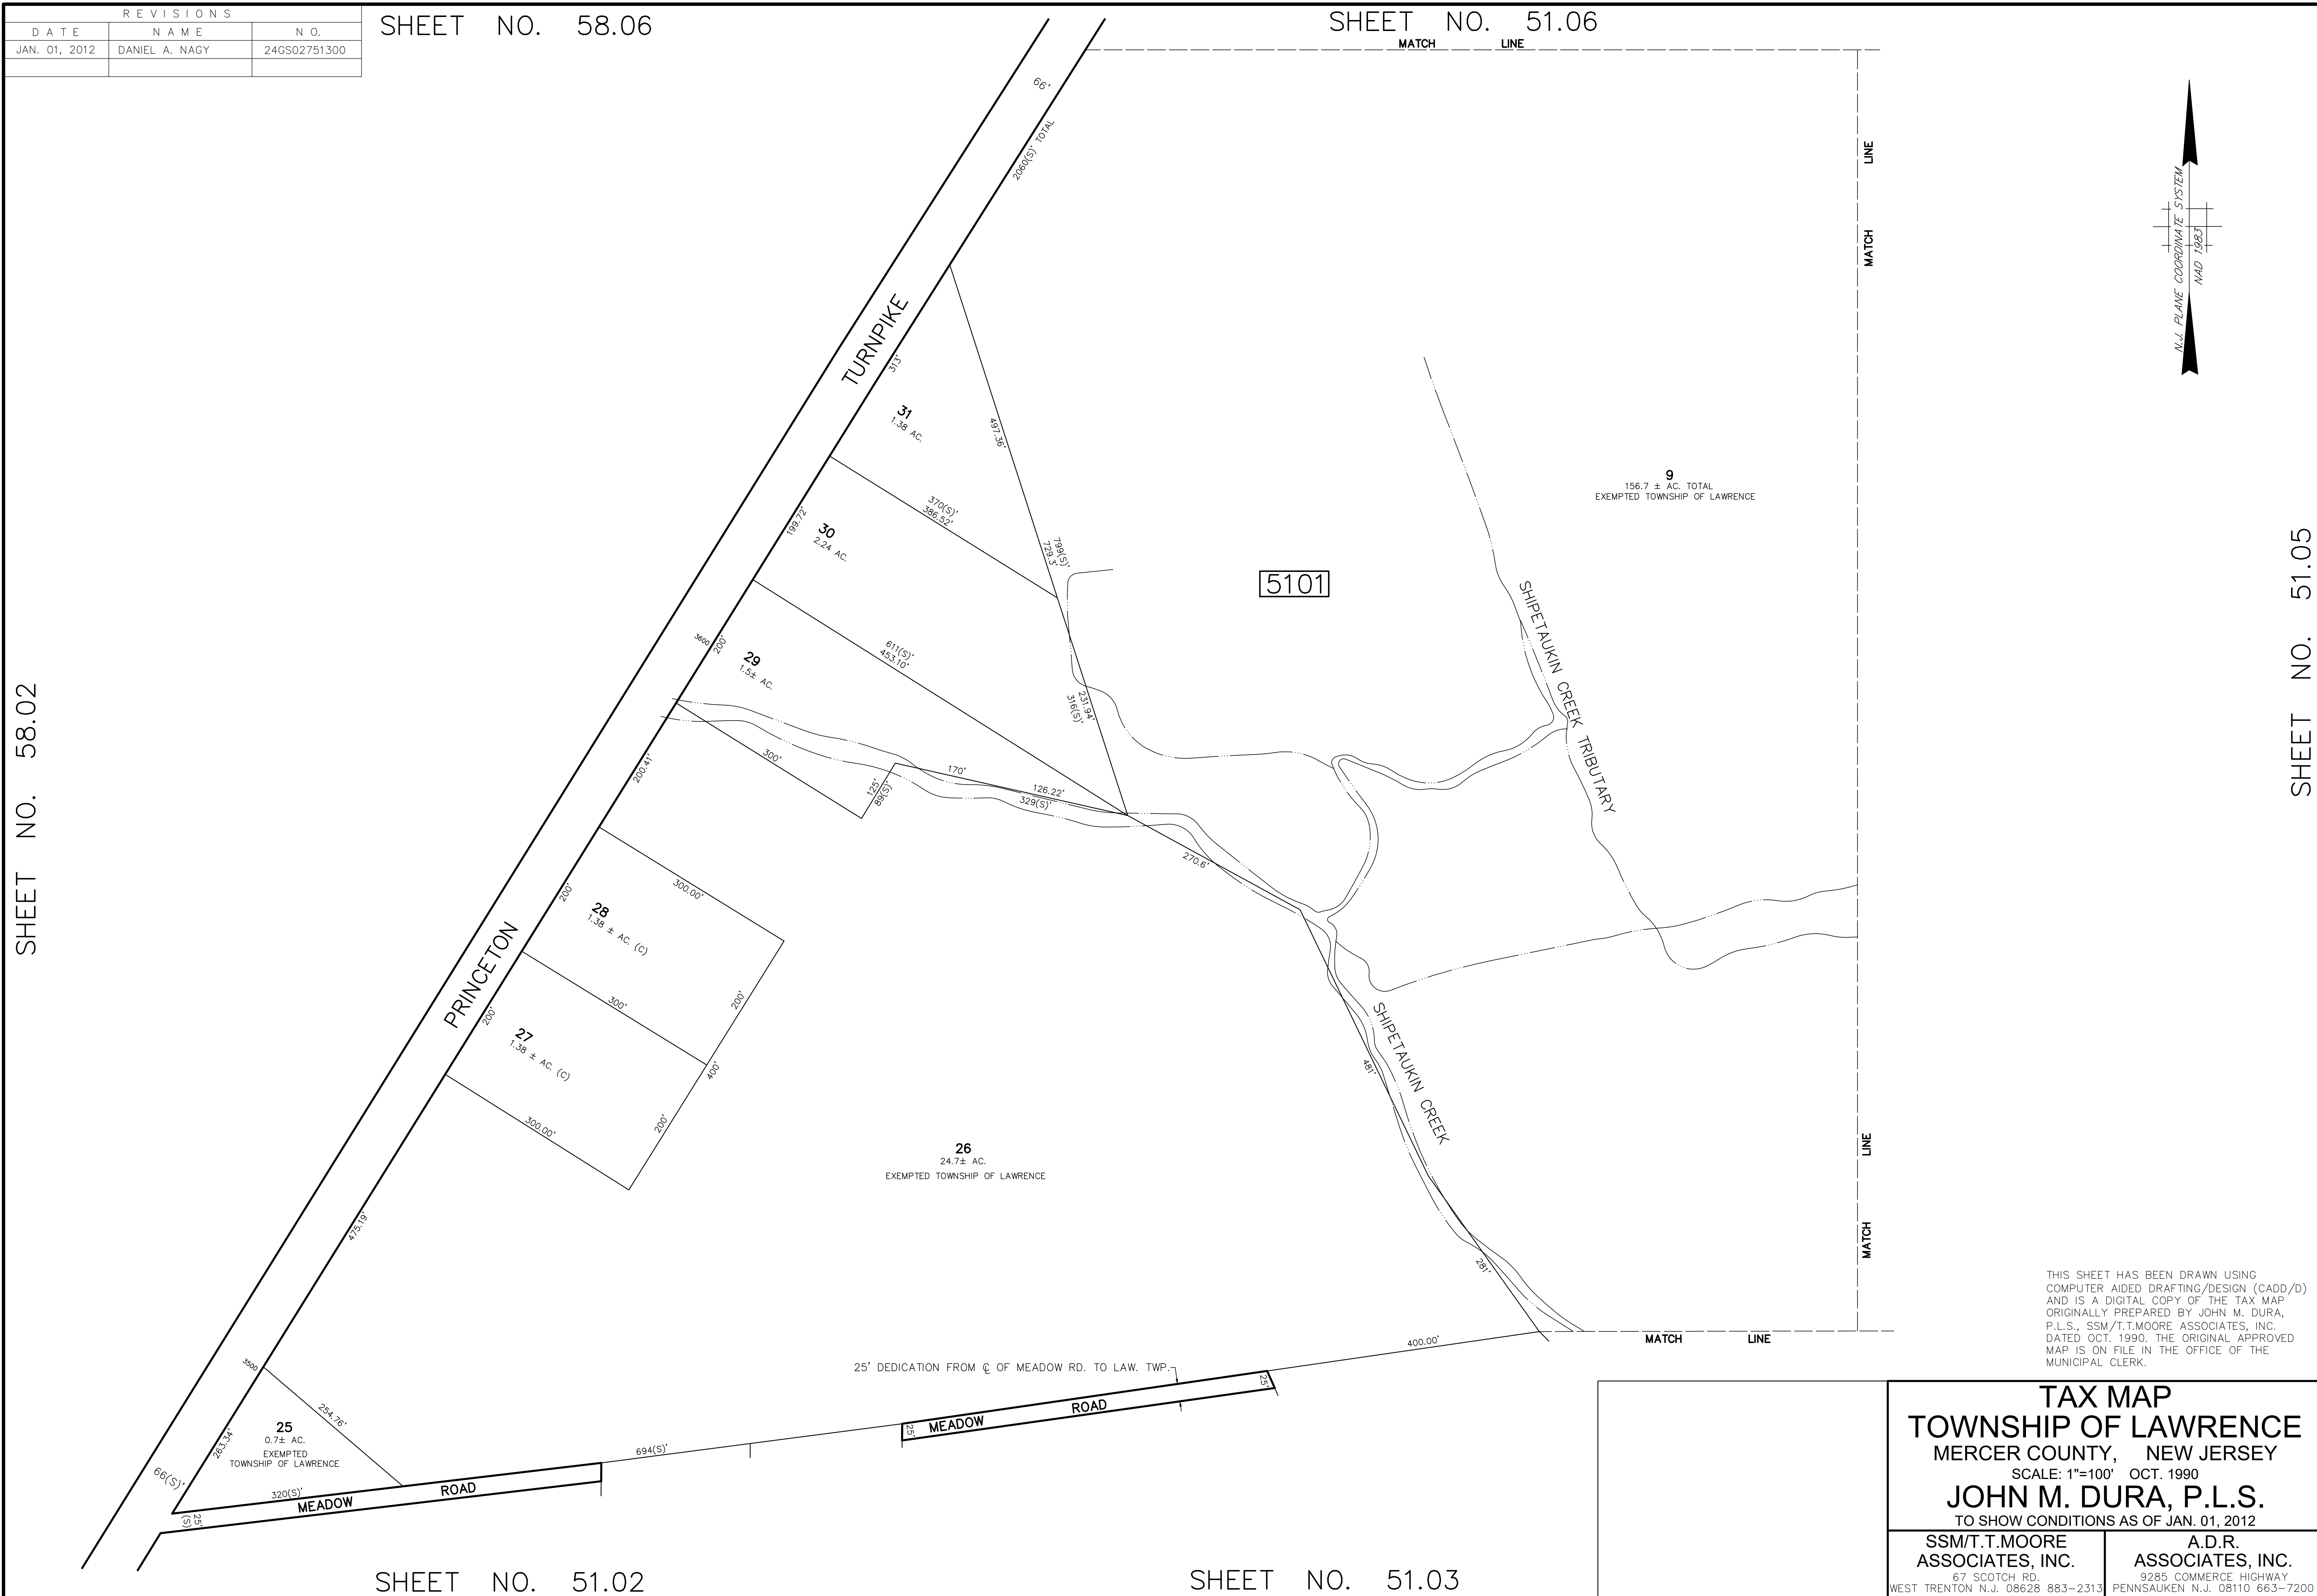 REVISIONS
DATE NAME NO.
JAN. 01, 2012 DANIEL A. NAGY 24GS02751300
SHEET NO. 58.06
SHEET NO. 51.06
MATCH LINE
66'
2060(S)' TOTAL
LINE
MATCH
N.J. PLANE COORDINATE SYSTEM
NAD 1983
TURNPIKE
313'
31
1.38 AC.
497.36'
9
156.7 ± AC. TOTAL
EXEMPTED TOWNSHIP OF LAWRENCE
370(S)'
386.52'
199.72'
30
2.24 AC.
799(S)'
729.3'
5101
SHEET NO. 51.05
SHIPETAUKIN CREEK TRIBUTARY
3600
200'
29
1.5± AC.
611(S)'
453.10'
231.94'
316(S)'
SHEET NO. 58.02
200.41'
300'
125'
89(S)'
170'
126.22'
329(S)'
270.6'
200'
28
1.38 ± AC. (C)
300.00'
PRINCETON
200'
300'
200'
27
1.38 ± AC. (C)
400'
300.00'
200'
SHIPETAUKIN CREEK
481'
26
24.7± AC.
EXEMPTED TOWNSHIP OF LAWRENCE
LINE
MATCH
475.19'
281'
THIS SHEET HAS BEEN DRAWN USING
COMPUTER AIDED DRAFTING/DESIGN (CADD/D)
AND IS A DIGITAL COPY OF THE TAX MAP
ORIGINALLY PREPARED BY JOHN M. DURA,
P.L.S., SSM/T.T.MOORE ASSOCIATES, INC.
DATED OCT. 1990. THE ORIGINAL APPROVED
MAP IS ON FILE IN THE OFFICE OF THE
MUNICIPAL CLERK.
MATCH LINE
400.00'
25' DEDICATION FROM ℄ OF MEADOW RD. TO LAW. TWP.
25'
MEADOW ROAD
25'
3500
254.76'
25
0.7± AC.
EXEMPTED
TOWNSHIP OF LAWRENCE
263.34'
66(S)'
694(S)'
320(S)'
MEADOW ROAD
25'
(S)
SHEET NO. 51.02
SHEET NO. 51.03
TAX MAP
TOWNSHIP OF LAWRENCE
MERCER COUNTY, NEW JERSEY
SCALE: 1"=100' OCT. 1990
JOHN M. DURA, P.L.S.
TO SHOW CONDITIONS AS OF JAN. 01, 2012
SSM/T.T.MOORE
ASSOCIATES, INC.
67 SCOTCH RD.
WEST TRENTON N.J. 08628 883-2313
A.D.R.
ASSOCIATES, INC.
9285 COMMERCE HIGHWAY
PENNSAUKEN N.J. 08110 663-7200